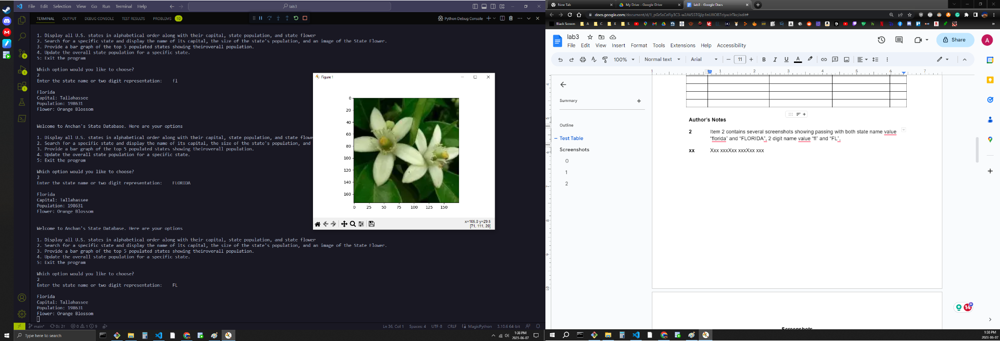 File Edit Selection View Go Run Terminal Help
lab3
TERMINAL OUTPUT DEBUG CONSOLE TEST RESULTS PROBLEMS 10
Python Debug Console
1. Display all U.S. states in alphabetical order along with their capital, state population, and state flower
2. Search for a specific state and display the name of its capital, the size of the state's population, and an image of the State Flower.
3. Provide a bar graph of the top 5 populated states showing theiroverall population.
4. Update the overall state population for a specific state.
5: Exit the program
Which option would you like to choose?
2
Enter the state name or two digit representation: fl
Florida
Capital: Tallahassee
Population: 198631
Flower: Orange Blossom
Welcome to Anchan's State Database. Here are your options
1. Display all U.S. states in alphabetical order along with their capital, state population, and state flowe
2. Search for a specific state and display the name of its capital, the size of the state's population, and
3. Provide a bar graph of the top 5 populated states showing theiroverall population.
4. Update the overall state population for a specific state.
5: Exit the program
Which option would you like to choose?
2
Enter the state name or two digit representation: FLORIDA
Florida
Capital: Tallahassee
Population: 198631
Flower: Orange Blossom
Welcome to Anchan's State Database. Here are your options
1. Display all U.S. states in alphabetical order along with their capital, state population, and state flower
2. Search for a specific state and display the name of its capital, the size of the state's population, and an image of the State Flower.
3. Provide a bar graph of the top 5 populated states showing theiroverall population.
4. Update the overall state population for a specific state.
5: Exit the program
Which option would you like to choose?
2
Enter the state name or two digit representation: FL
Florida
Capital: Tallahassee
Population: 198631
Flower: Orange Blossom
main* 0↓ 2↑ 0 1 9
Ln 36, Col 1 Spaces: 4 UTF-8 CRLF MagicPython 3.10.6 64-bit
Type here to search
1:38 PM
2023-06-07
Figure 1
0
20
40
60
80
100
120
140
160
0 25 50 75 100 125 150
x=105.0 y=29.5
[71, 111, 20]
New Tab
My Drive - Google Drive
lab3 - Google Docs
Black Screen A C X S
lab3
File Edit View Insert Format Tools Extensions Help Accessibility
Share
A
100% Normal text Arial 11 B I U A
1 1 2 3 4 5 6 7
Summary
Outline
Test Table
Screenshots
0
1
2
Author's Notes
2 Item 2 contains several screenshots showing passing with both state name value
“florida” and “FLORIDA”, 2 digit name value “fl” and “FL”,
xx Xxx xxxXxx xxxXxx xxx
14
1:38 PM
2023-06-07